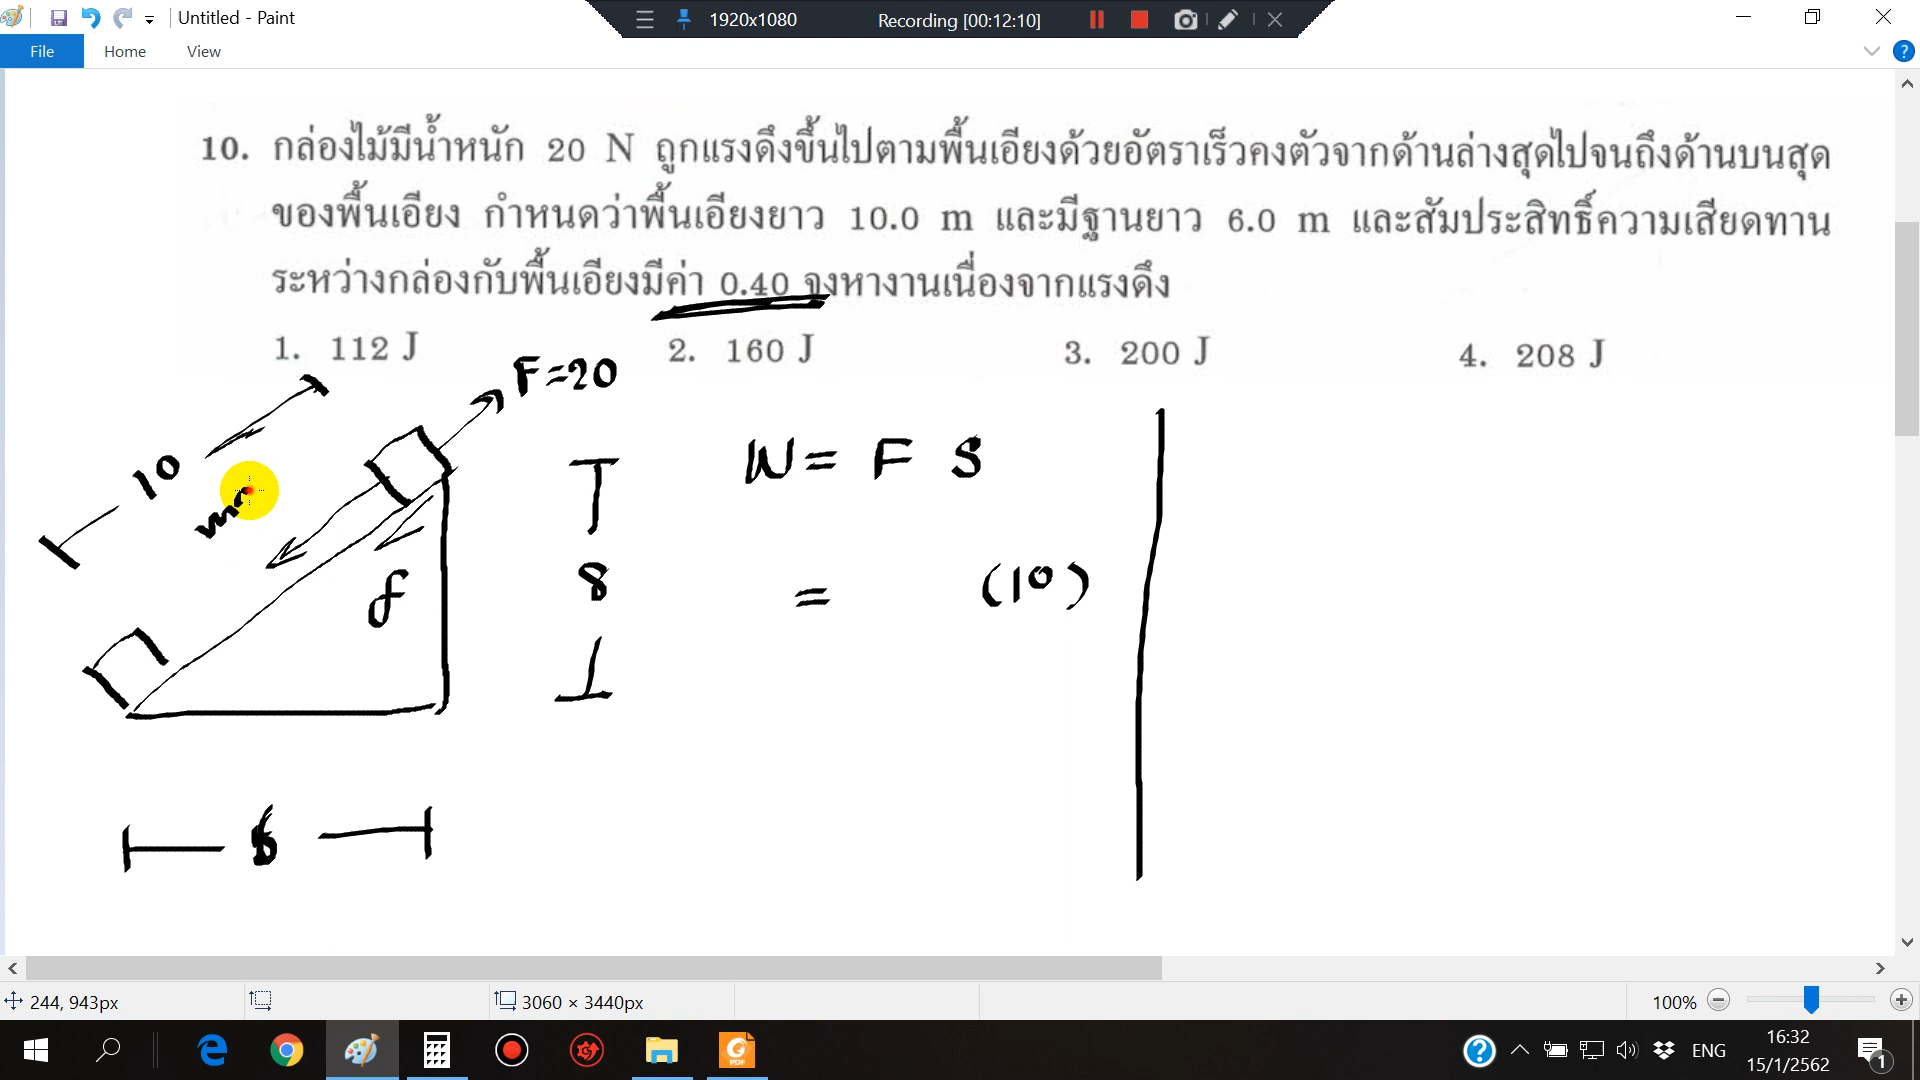 Untitled - Paint
1920x1080
Recording [00:12:10]
File
Home
View
10. กล่องไม้มีน้ำหนัก 20 N ถูกแรงดึงขึ้นไปตามพื้นเอียงด้วยอัตราเร็วคงตัวจากด้านล่างสุดไปจนถึงด้านบนสุด
ของพื้นเอียง กำหนดว่าพื้นเอียงยาว 10.0 m และมีฐานยาว 6.0 m และสัมประสิทธิ์ความเสียดทาน
ระหว่างกล่องกับพื้นเอียงมีค่า 0.40 จงหางานเนื่องจากแรงดึง
1. 112 J
2. 160 J
3. 200 J
4. 208 J
F=20
10
W = F S
f
8
= (10)
6
244, 943px
3060 × 3440px
100%
PDF
ENG
16:32
15/1/2562
1